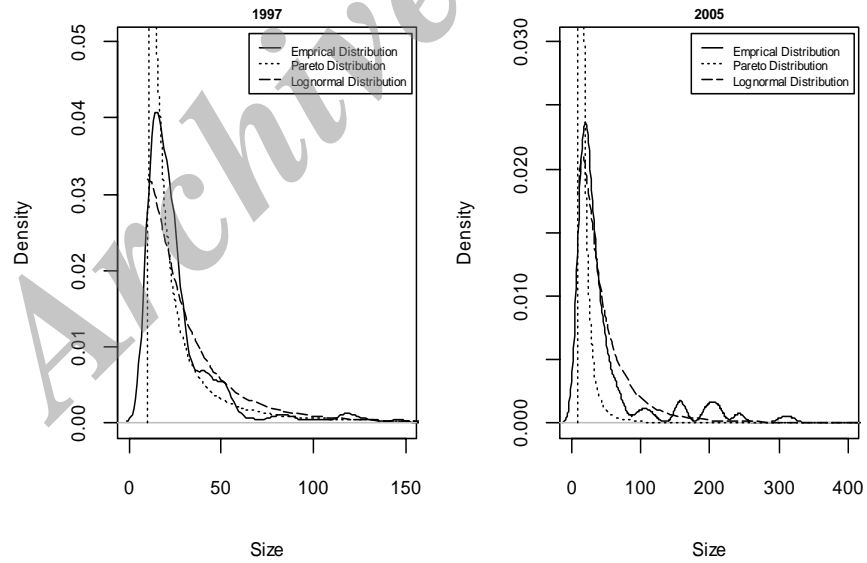 1997
Density
0.00 0.01 0.02 0.03 0.04 0.05
Emprical Distribution
Pareto Distribution
Lognormal Distribution
0 50 100 150
Size
2005
Density
0.000 0.010 0.020 0.030
Emprical Distribution
Pareto Distribution
Lognormal Distribution
0 100 200 300 400
Size
Archive